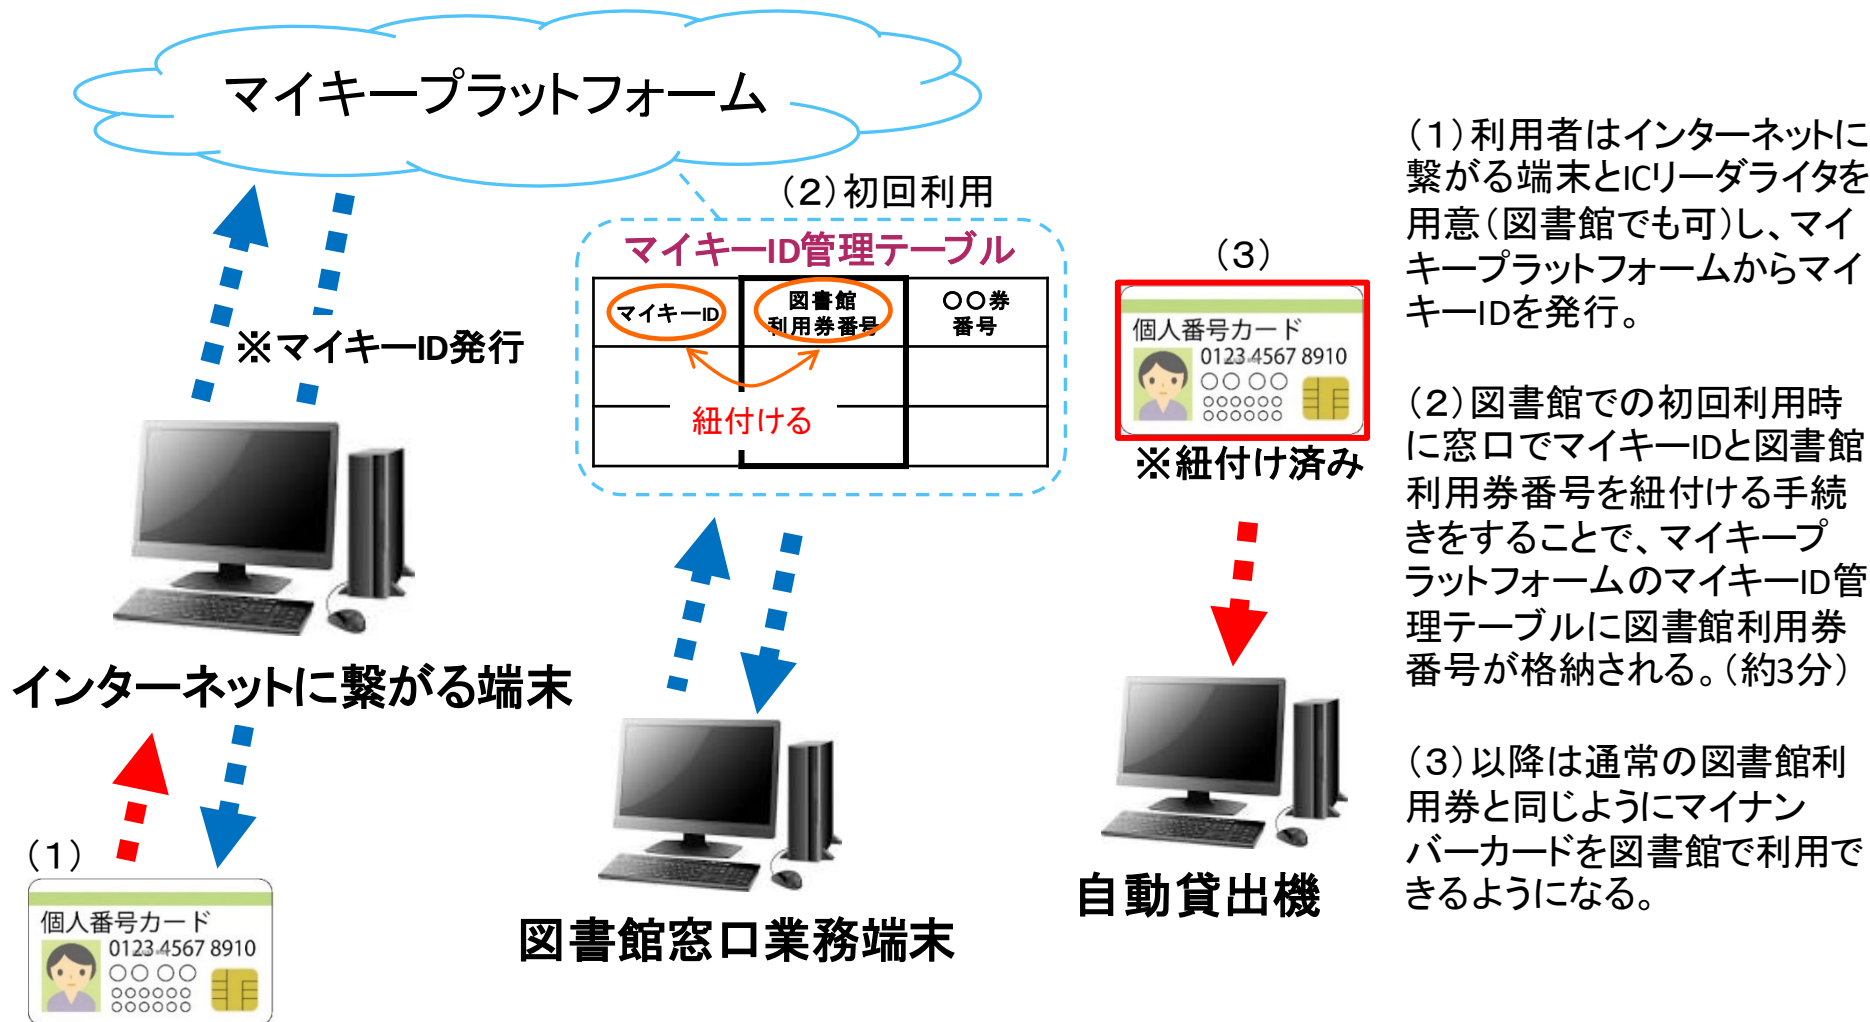 マイキープラットフォーム
(2)初回利用
マイキーID管理テーブル
マイキーID
図書館
利用券番号
○○券
番号
紐付ける
※マイキーID発行
インターネットに繋がる端末
(1)
個人番号カード
0123 4567 8910
○○ ○○
○○○○○○
○○○○○○
図書館窓口業務端末
(3)
個人番号カード
0123 4567 8910
○○ ○○
○○○○○○
○○○○○○
※紐付け済み
自動貸出機
(1)利用者はインターネットに
繋がる端末とICリーダライタを
用意(図書館でも可)し、マイ
キープラットフォームからマイ
キーIDを発行。
(2)図書館での初回利用時
に窓口でマイキーIDと図書館
利用券番号を紐付ける手続
きをすることで、マイキープ
ラットフォームのマイキーID管
理テーブルに図書館利用券
番号が格納される。(約3分)
(3)以降は通常の図書館利
用券と同じようにマイナン
バーカードを図書館で利用で
きるようになる。